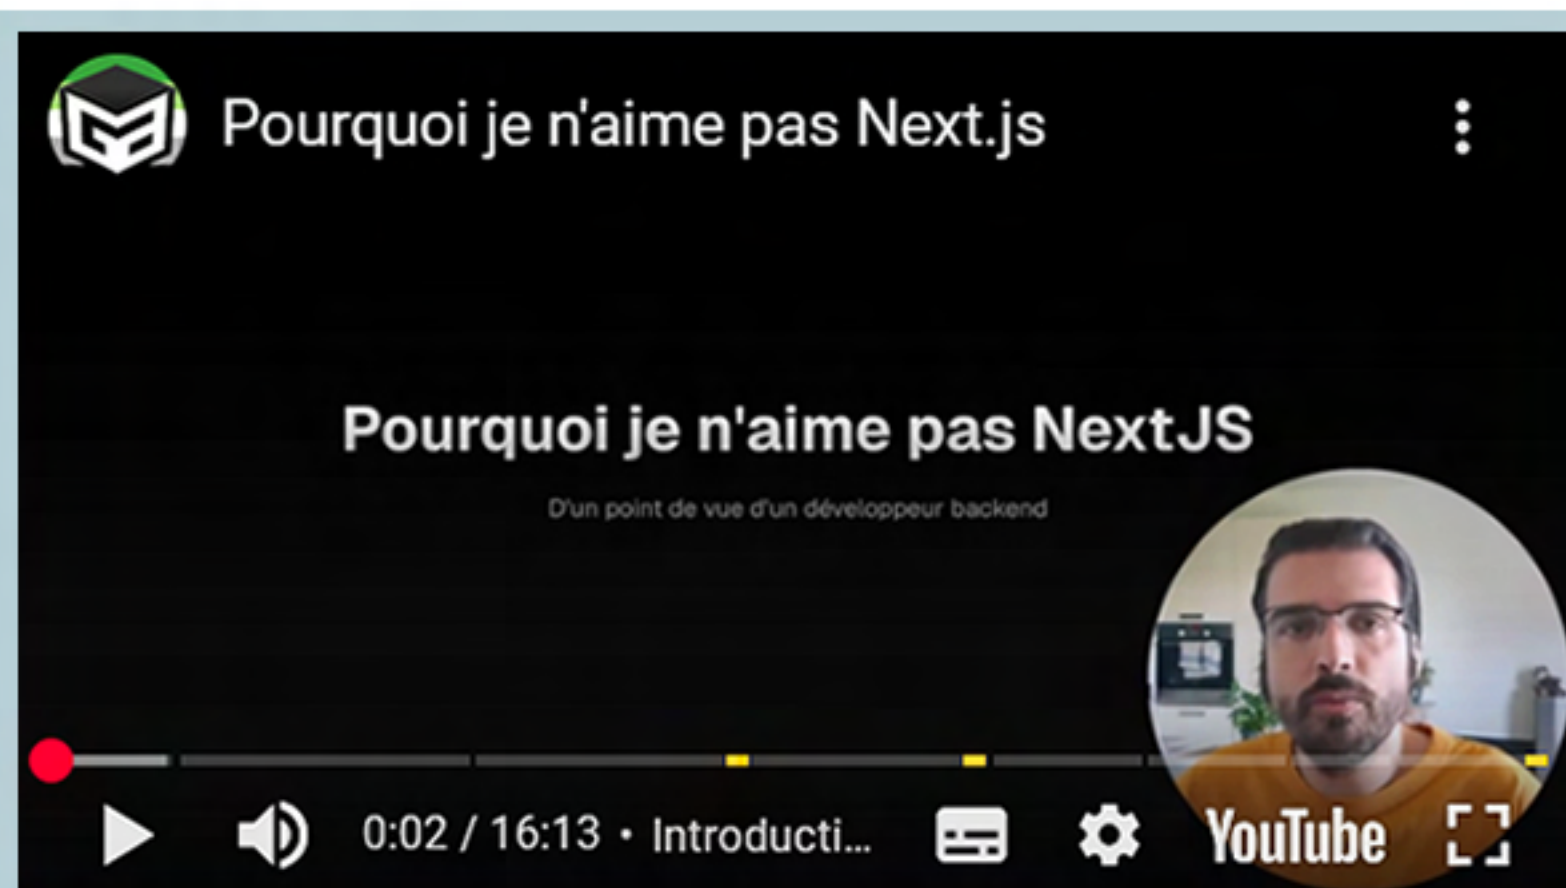 Pourquoi je n'aime pas Next.js
Pourquoi je n'aime pas NextJS
D'un point de vue d'un développeur backend
0:02 / 16:13 • Introducti...
YouTube